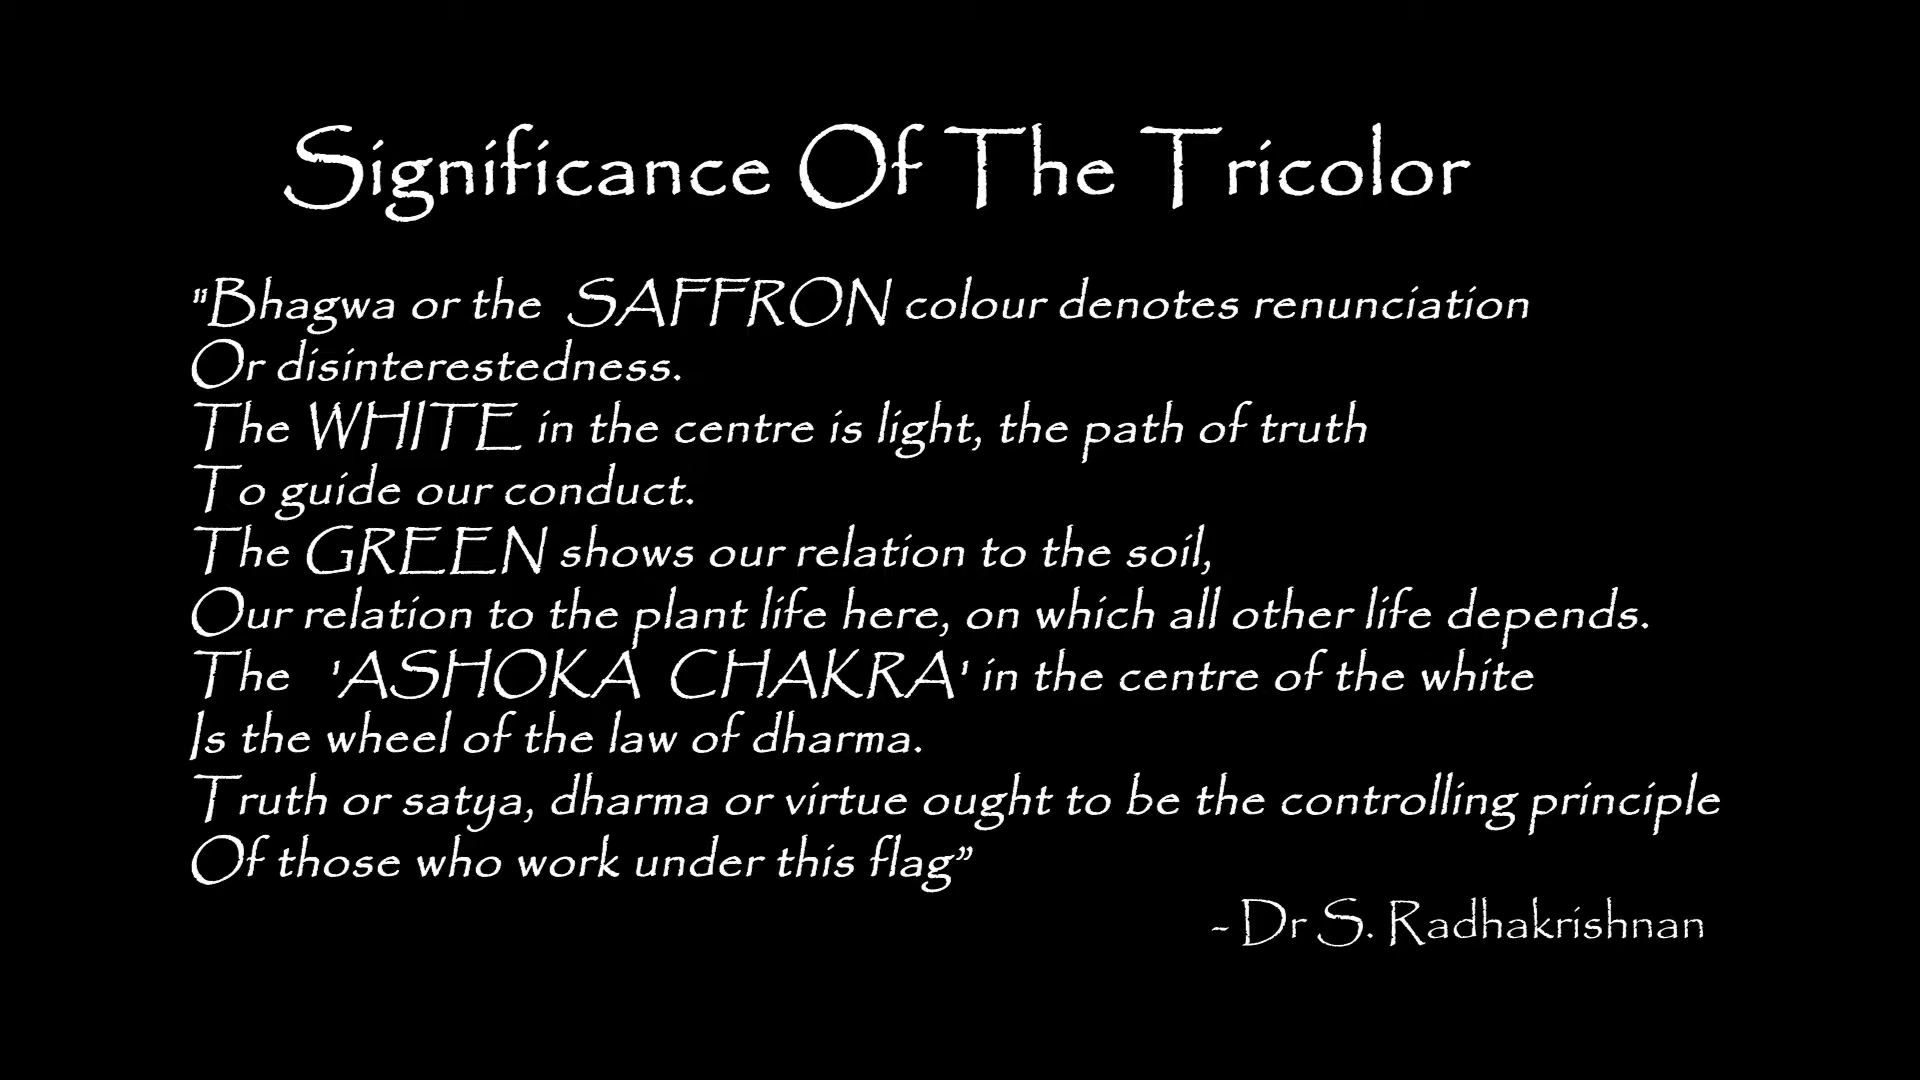 Significance Of The Tricolor
"Bhagwa or the SAFFRON colour denotes renunciation
Or disinterestedness.
The WHITE in the centre is light, the path of truth
To guide our conduct.
The GREEN shows our relation to the soil,
Our relation to the plant life here, on which all other life depends.
The 'ASHOKA CHAKRA' in the centre of the white
Is the wheel of the law of dharma.
Truth or satya, dharma or virtue ought to be the controlling principle
Of those who work under this flag”
- Dr S. Radhakrishnan